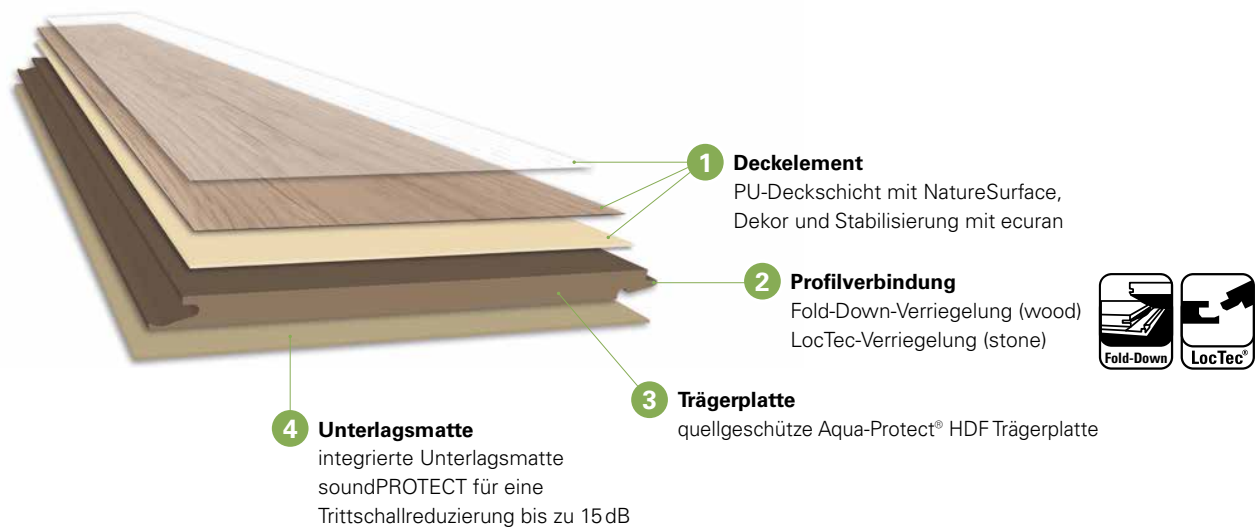 1 Deckelement
PU-Deckschicht mit NatureSurface,
Dekor und Stabilisierung mit ecuran
2 Profilverbindung
Fold-Down-Verriegelung (wood)
LocTec-Verriegelung (stone)
Fold-Down
LocTec®
3 Trägerplatte
quellgeschütze Aqua-Protect® HDF Trägerplatte
4 Unterlagsmatte
integrierte Unterlagsmatte
soundPROTECT für eine
Trittschallreduzierung bis zu 15 dB